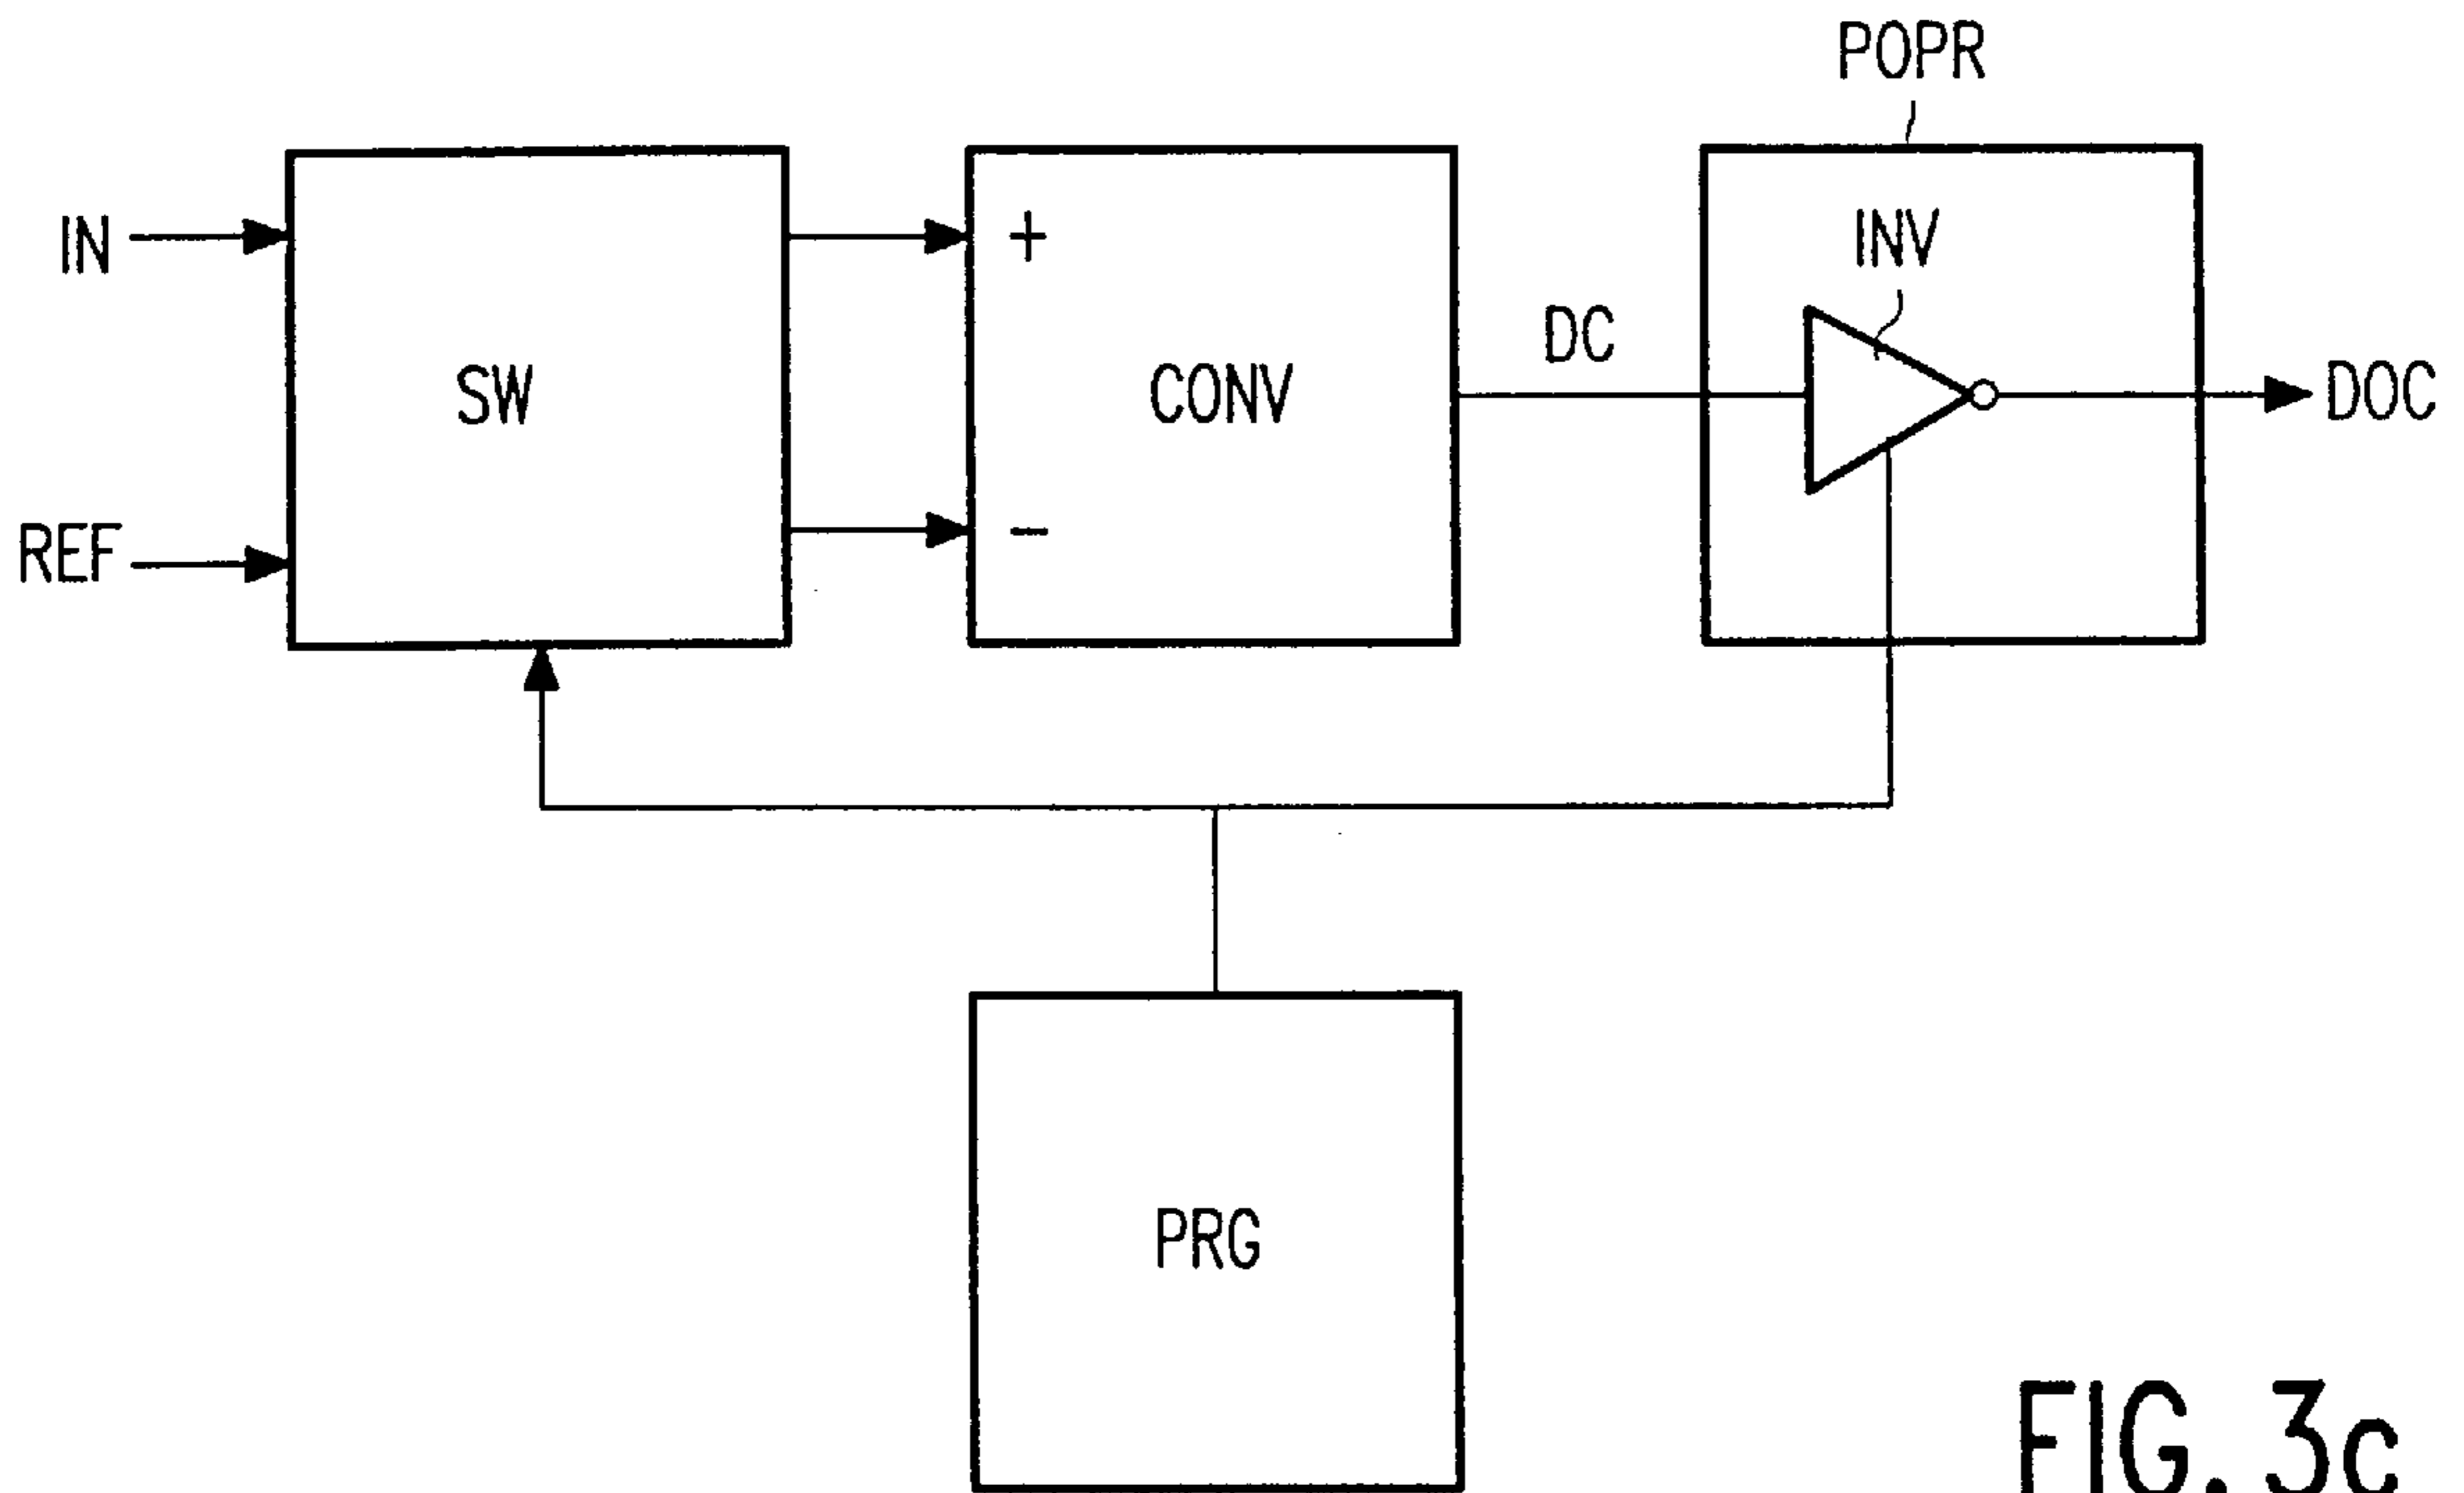 POPR
IN
SW
+
CONV
DC
INV
DOC
REF
−
PRG
FIG. 3c